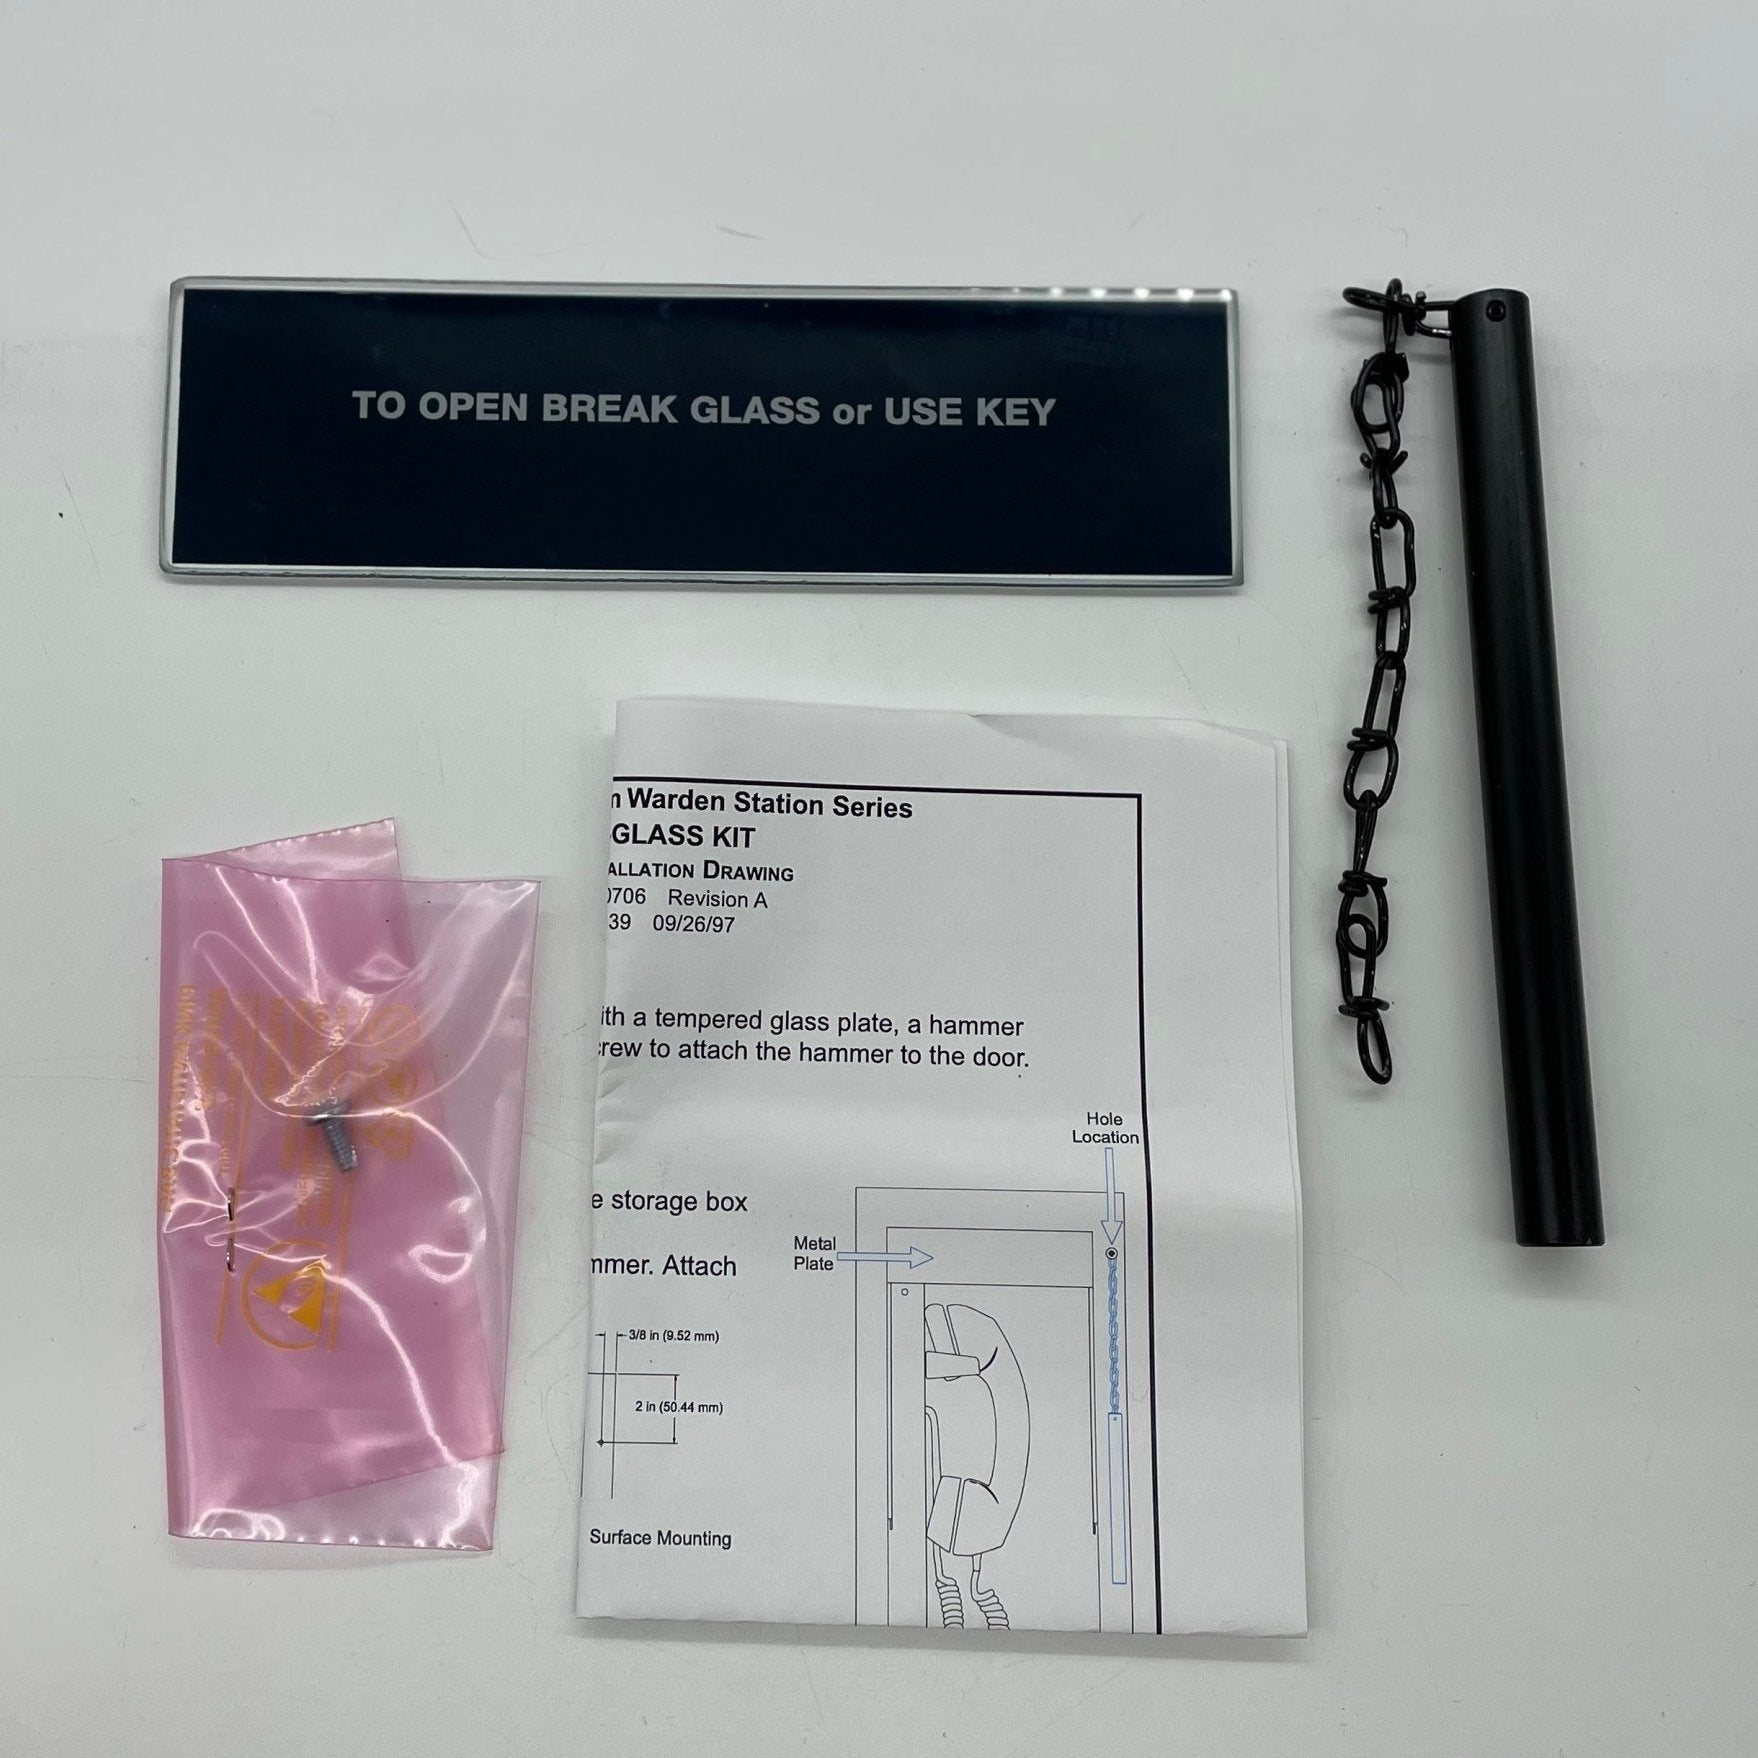 TO OPEN BREAK GLASS or USE KEY
Warden Station Series
GLASS KIT
ALLATION DRAWING
0706 Revision A
39 09/26/97
ith a tempered glass plate, a hammer
rew to attach the hammer to the door.
Hole
Location
e storage box
Metal
Plate
mmer. Attach
3/8 in (9.52 mm)
2 in (50.44 mm)
Surface Mounting